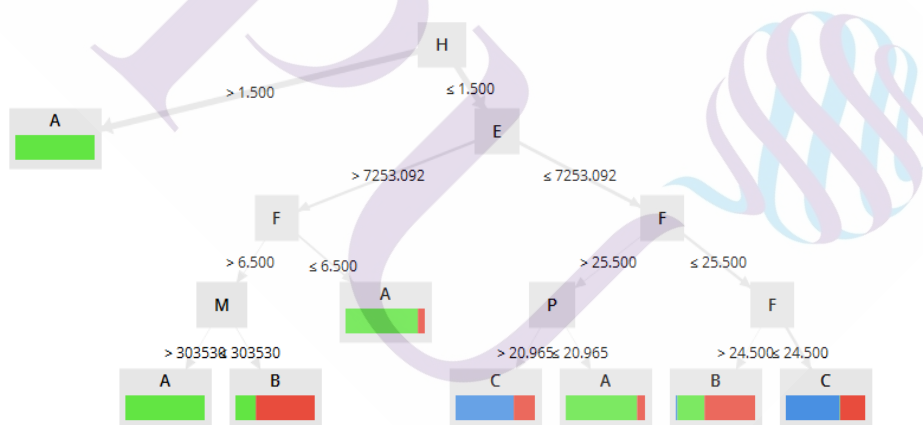 H
> 1.500
≤ 1.500
A
E
> 7253.092
≤ 7253.092
F
F
> 6.500
≤ 6.500
> 25.500
≤ 25.500
M
A
P
F
> 303530
≤ 303530
> 20.965
≤ 20.965
> 24.500
≤ 24.500
A
B
C
A
B
C